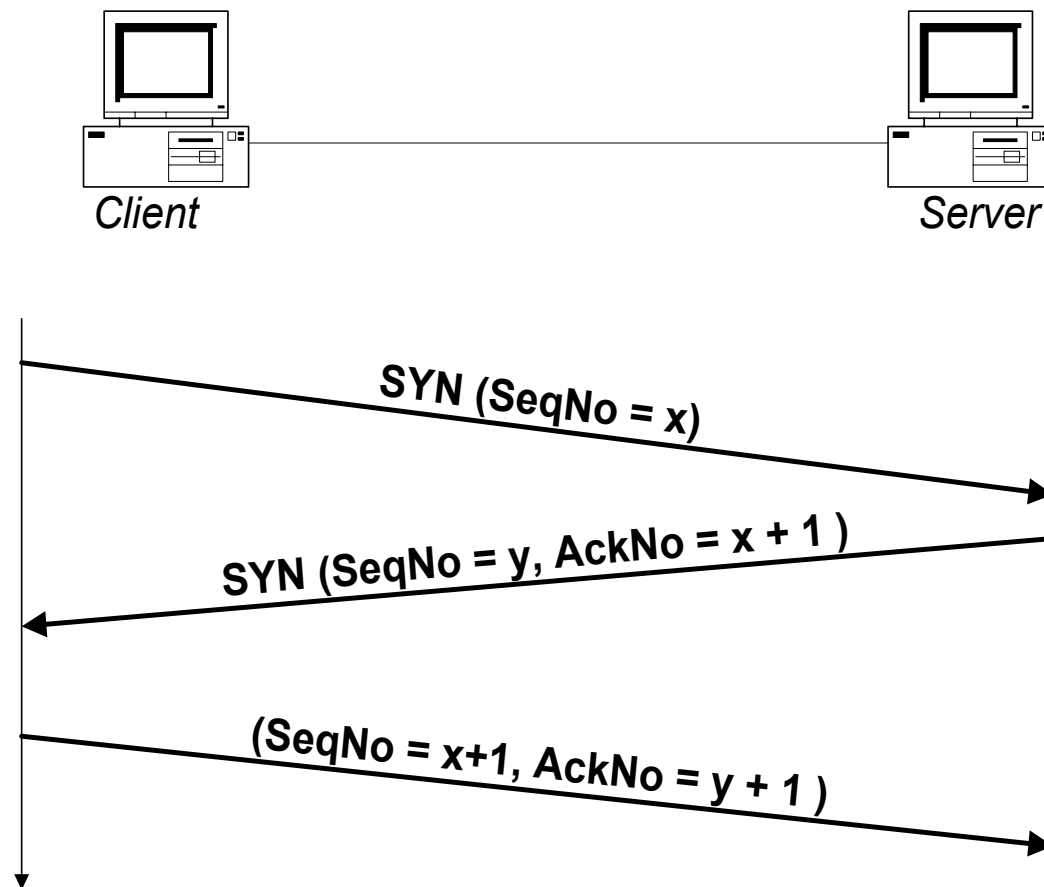 Client
Server
SYN (SeqNo = x)
SYN (SeqNo = y, AckNo = x + 1 )
(SeqNo = x+1, AckNo = y + 1 )